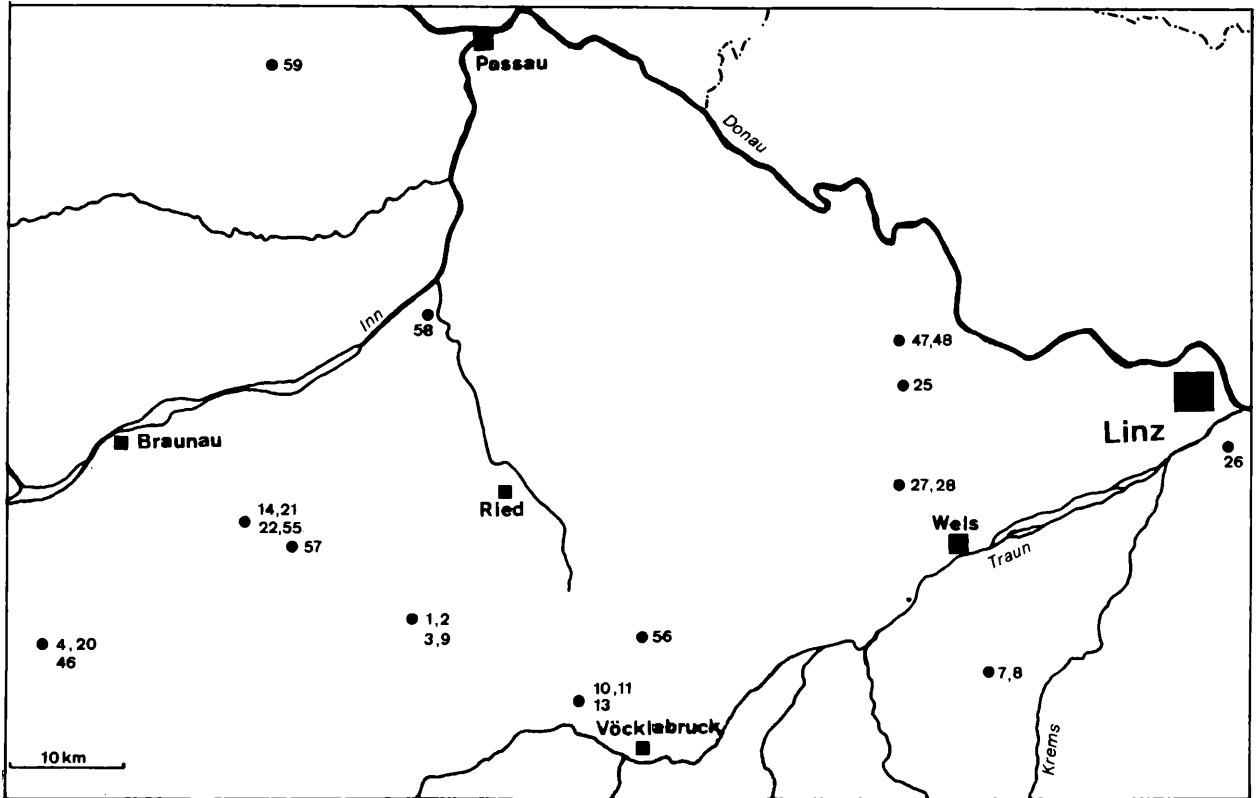 59
Passau
Donau
Inn
58
47,48
25
Linz
26
Braunau
27,28
Ried
14,21
22,55
57
Wels
Traun
1,2
3,9
56
4,20
46
7,8
10,11
13
Vöcklabruck
Krems
10 km